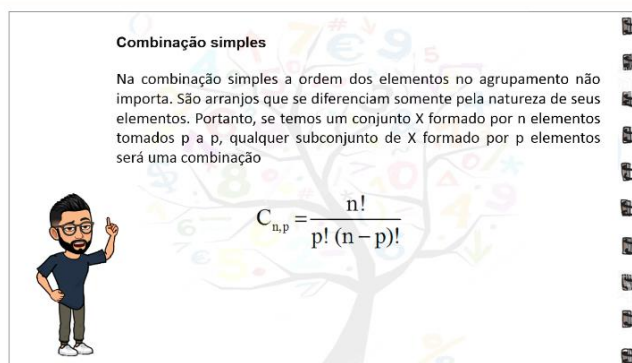 Combinação simples
Na combinação simples a ordem dos elementos no agrupamento não
importa. São arranjos que se diferenciam somente pela natureza de seus
elementos. Portanto, se temos um conjunto X formado por n elementos
tomados p a p, qualquer subconjunto de X formado por p elementos
será uma combinação
C n,p = n! / p! (n – p)!